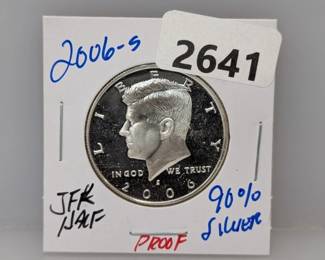 2006-S
2641
LIBERTY
IN GOD WE TRUST
S
2006
JFK
HALF
90%
SILVER
PROOF